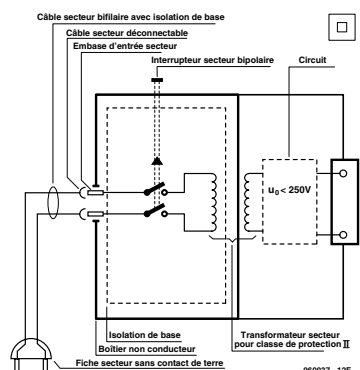 Câble secteur bifilaire avec isolation de base
Câble secteur déconnectable
Embase d'entrée secteur
Interrupteur secteur bipolaire
Circuit
u0 < 250V
Isolation de base
Boîtier non conducteur
Fiche secteur sans contact de terre
Transformateur secteur
pour classe de protection II
060037 - 12F